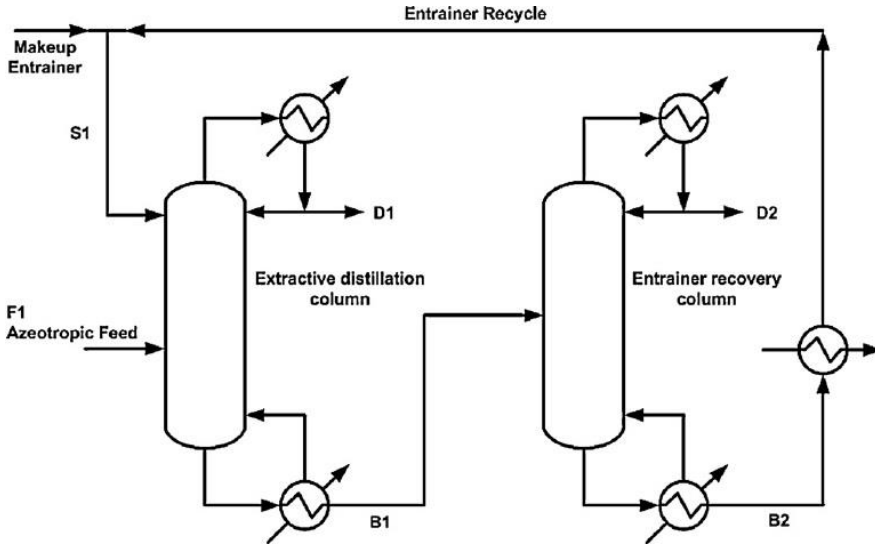 Entrainer Recycle
Makeup
Entrainer
S1
D1
D2
Extractive distillation
column
Entrainer recovery
column
F1
Azeotropic Feed
B1
B2